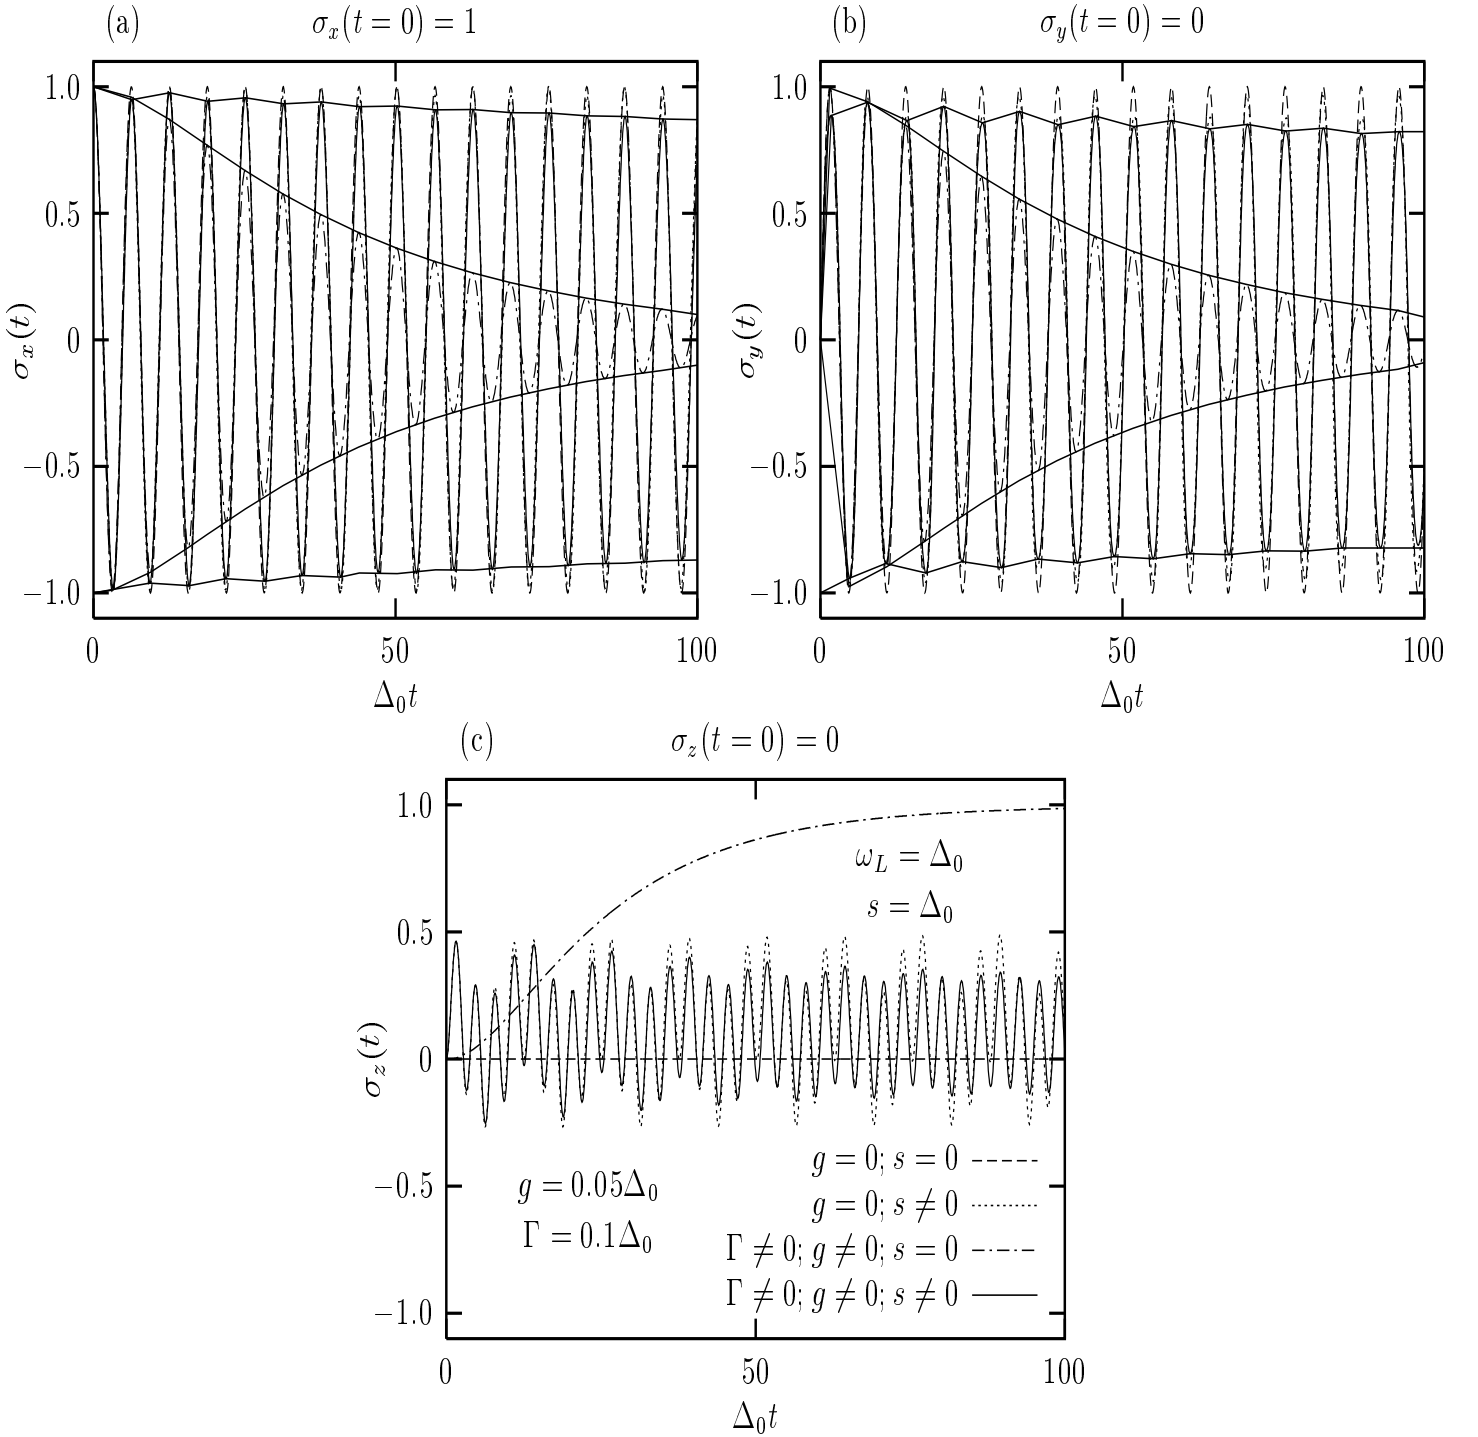 (a) σx(t = 0) = 1
1.0
0.5
0
−0.5
−1.0
σx(t)
0 50 100
Δ0t
(b) σy(t = 0) = 0
1.0
0.5
0
−0.5
−1.0
σy(t)
0 50 100
Δ0t
(c) σz(t = 0) = 0
1.0
0.5
0
−0.5
−1.0
σz(t)
ωL = Δ0
s = Δ0
g = 0.05Δ0
Γ = 0.1Δ0
g = 0; s = 0
g = 0; s ≠ 0
Γ ≠ 0; g ≠ 0; s = 0
Γ ≠ 0; g ≠ 0; s ≠ 0
0 50 100
Δ0t